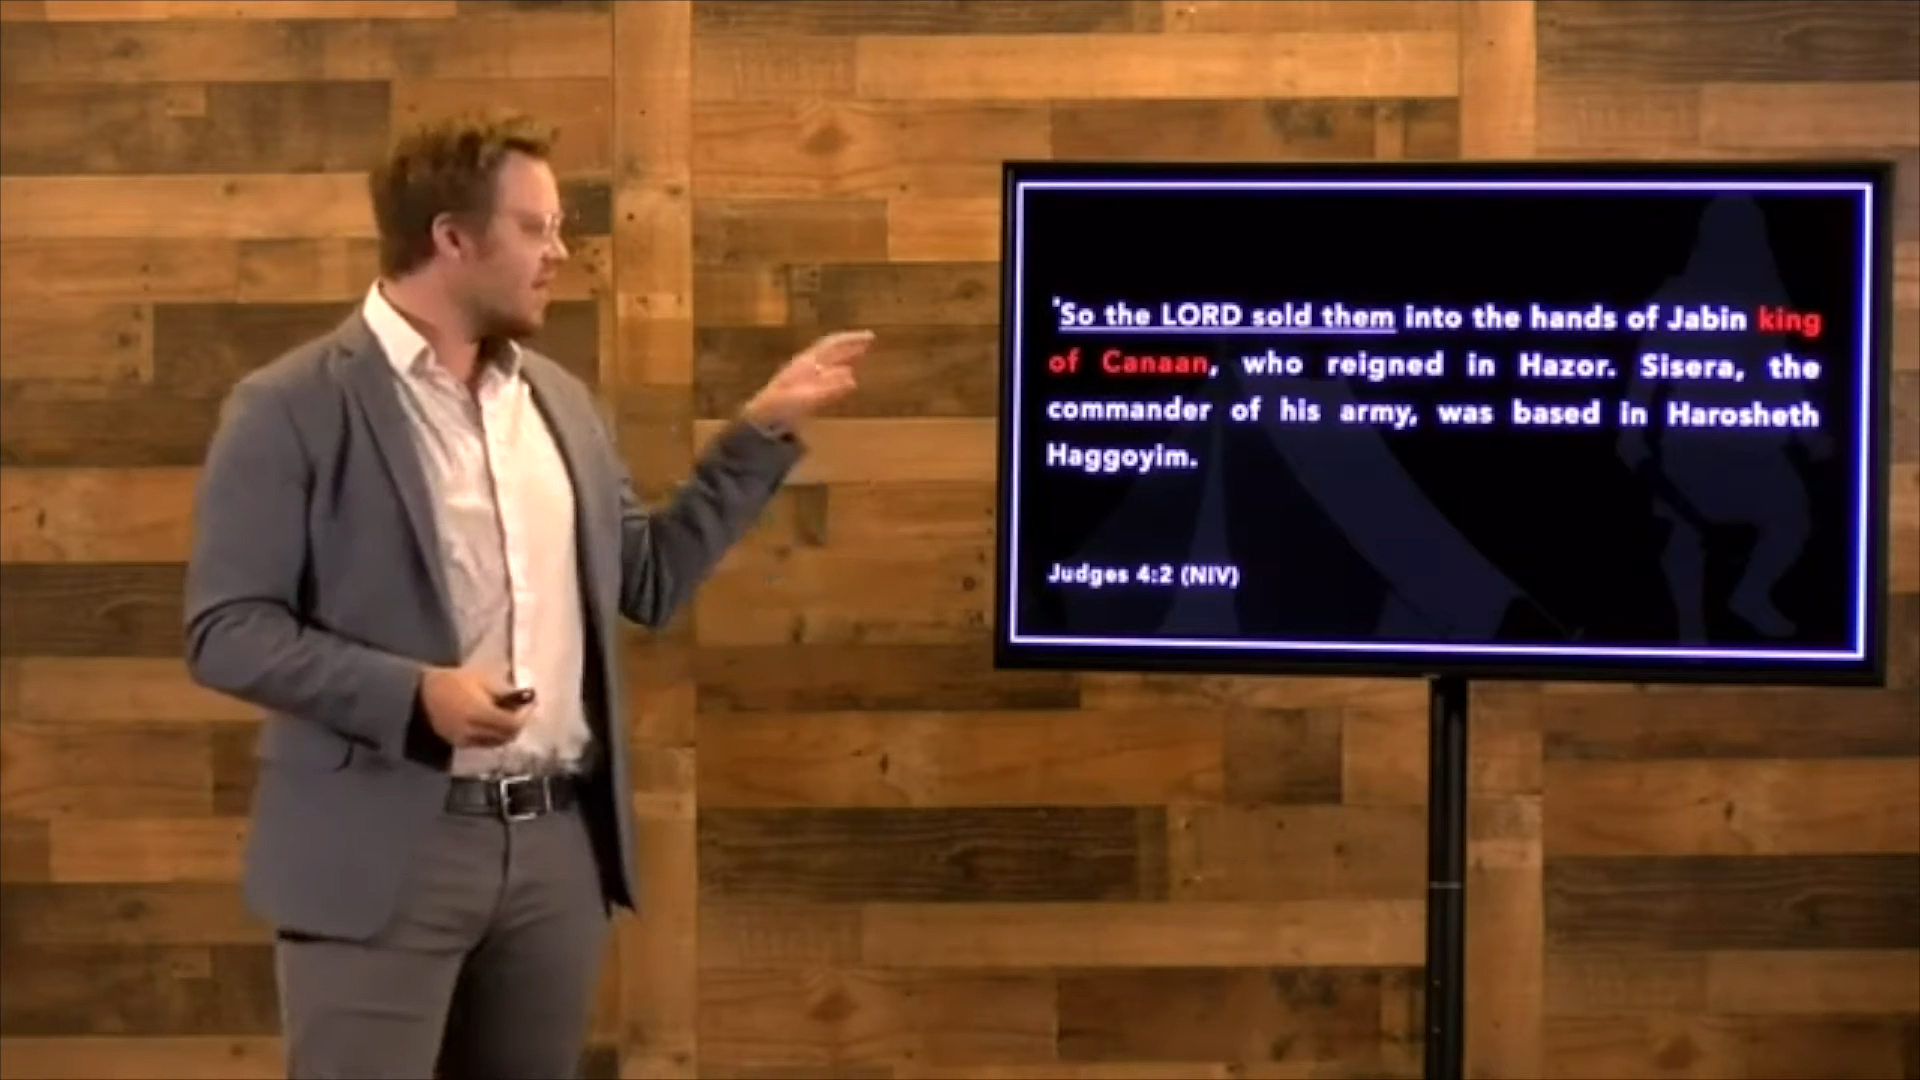 'So the LORD sold them into the hands of Jabin king
of Canaan, who reigned in Hazor. Sisera, the
commander of his army, was based in Harosheth
Haggoyim.
Judges 4:2 (NIV)